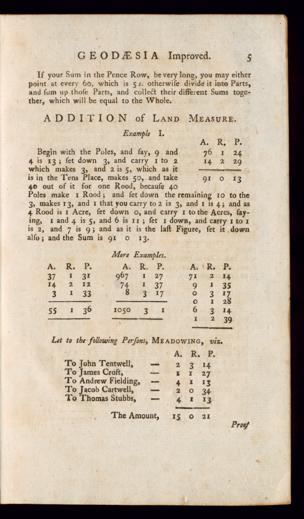 GEODÆSIA Improved. 5
If your Sum in the Pence Row, be very long, you may either
point at every 60, which is 5 s. otherwise divide it into Parts,
and sum up those Parts, and collect their different Sums toge-
ther, which will be equal to the Whole.
ADDITION of LAND MEASURE.
Example I.
A. R. P.
Begin with the Poles, and say, 9 and 76 1 24
4 is 13; set down 3, and carry 1 to 2 14 2 29
which makes 3, and 2 is 5, which as it
is in the Tens Place, makes 50, and take 91 0 13
40 out of it for one Rood, because 40
Poles make 1 Rood; and set down the remaining 10 to the
3, makes 13, and 1 that you carry to 2 is 3, and 1 is 4; and as
4 Rood is 1 Acre, set down 0, and carry 1 to the Acres, say-
ing, 1 and 4 is 5, and 6 is 11; set 1 down, and carry 1 to 1
is 2, and 7 is 9; and as it is the last Figure, set it down
also; and the Sum is 91 0 13.
More Examples.
A. R. P. A. R. P. A. R. P.
37 1 31 967 1 27 71 2 14
14 2 12 74 1 37 9 1 35
3 1 33 8 3 17 0 3 17
0 1 28
55 1 36 1050 3 1 6 3 14
1 2 39
Let to the following Persons, MEADOWING, viz.
A. R. P.
To John Tentwell, — 2 3 14
To James Croft, — 1 1 27
To Andrew Fielding, — 4 1 13
To Jacob Cartwell, — 2 0 34
To Thomas Stubbs, — 4 1 13
The Amount, 15 0 21
Proof